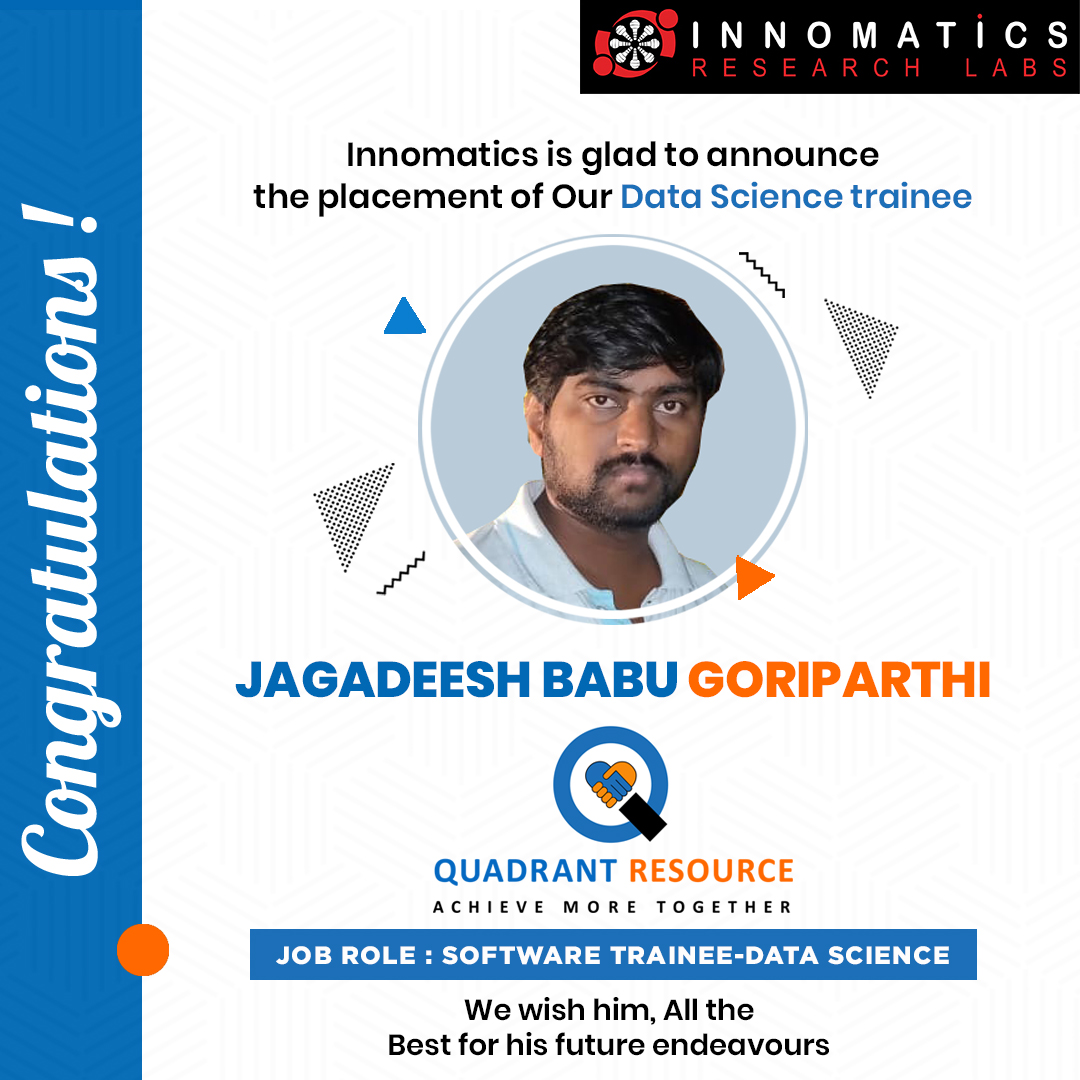 INNOMATICS
RESEARCH LABS
Innomatics is glad to announce
the placement of Our Data Science trainee
Congratulations !
JAGADEESH BABU GORIPARTHI
QUADRANT RESOURCE
ACHIEVE MORE TOGETHER
JOB ROLE : SOFTWARE TRAINEE-DATA SCIENCE
We wish him, All the
Best for his future endeavours